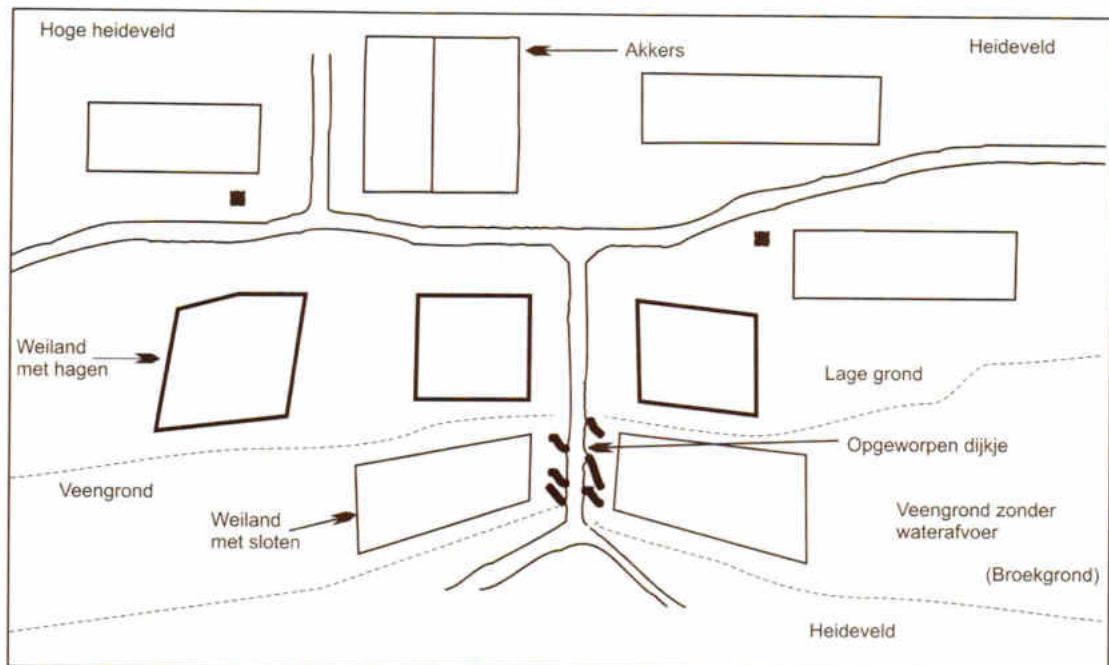 Hoge heideveld
Akkers
Heideveld
Weiland
met hagen
Lage grond
Opgeworpen dijkje
Veengrond
Weiland
met sloten
Veengrond zonder
waterafvoer
(Broekgrond)
Heideveld